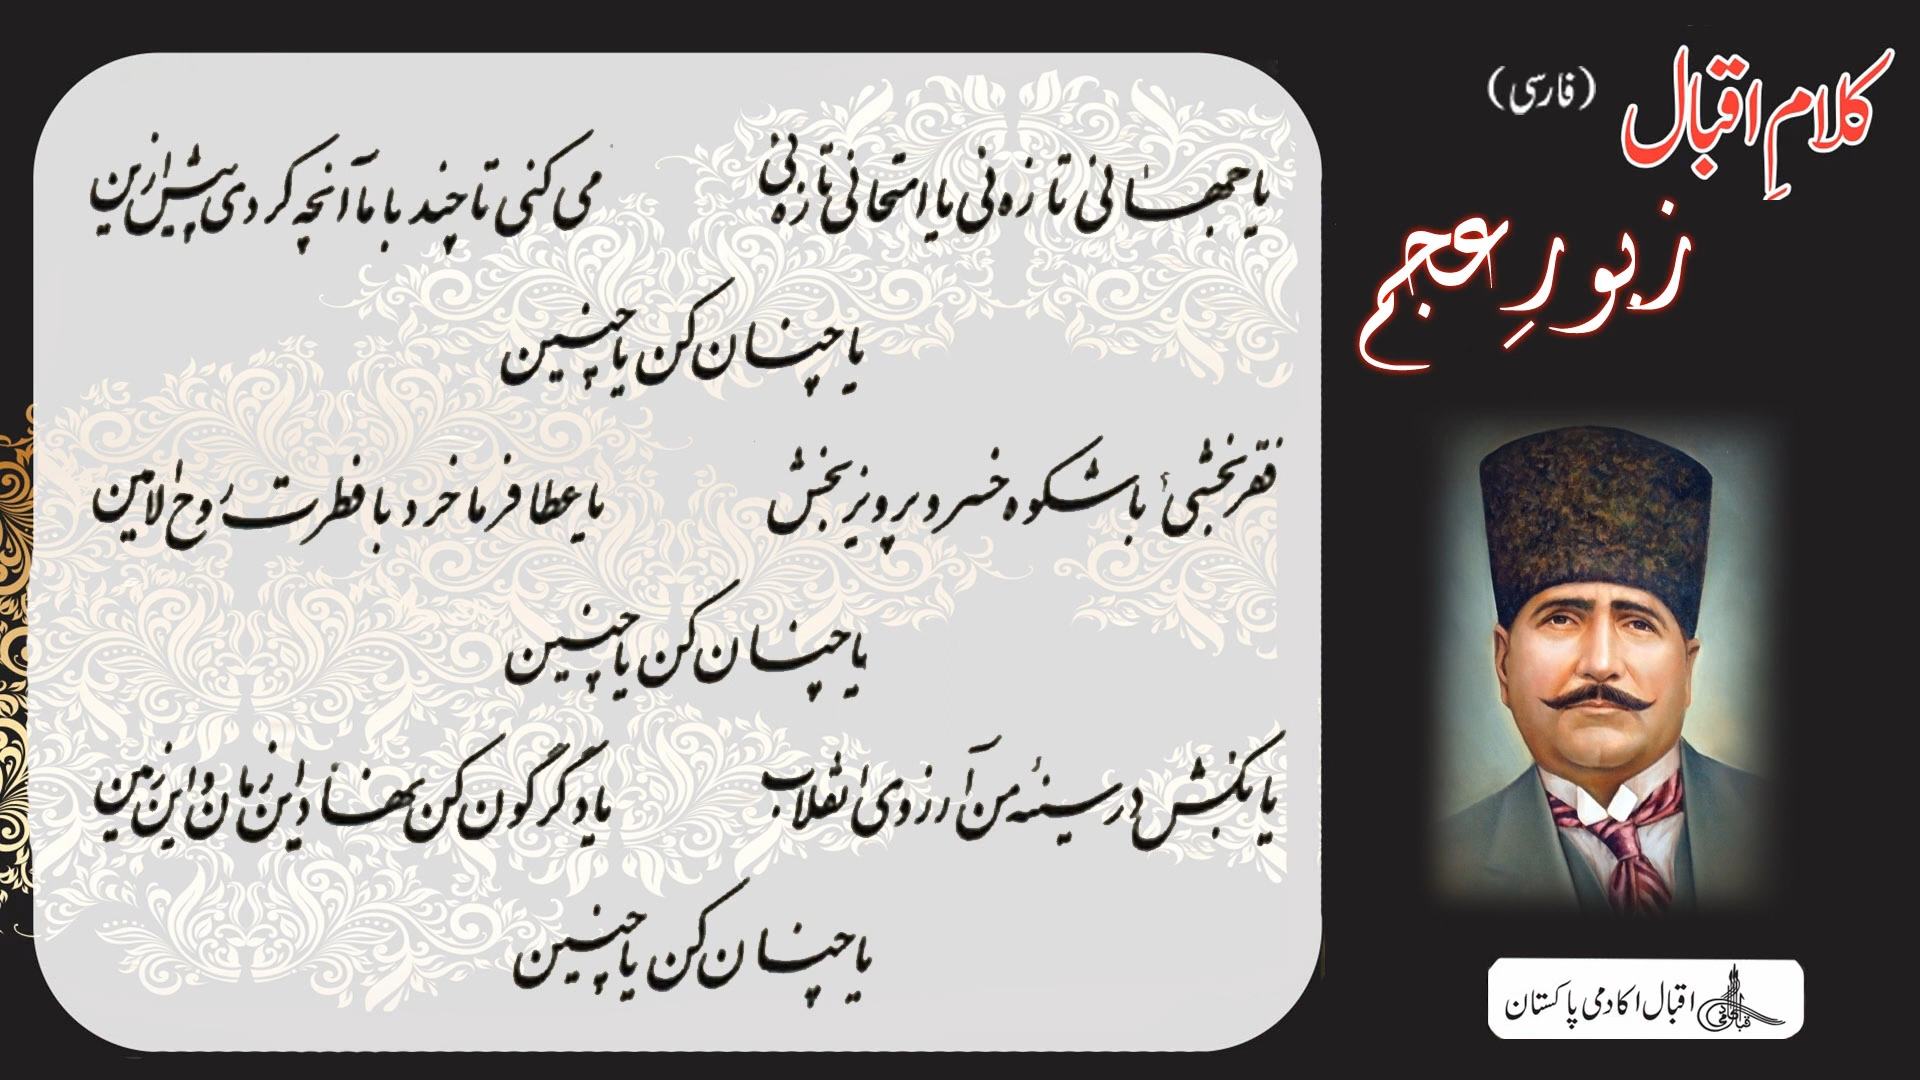 کلامِ اقبال (فارسی)
زبورِ عجم
یا جہانی تازہ ئی یا امتحانی تازہ ئی می کنی تا چند با ما آنچہ کردی پیش ازین
یا چنان کن یا چنین
فقر بخشی؟ با شکوہ خسرو پرویز بخش یا عطا فرما خرد با فطرت روح الامین
یا چنان کن یا چنین
یا بکش در سینۂ من آرزوی انقلاب یا دگرگون کن نھاد این زمان و این زمین
یا چنان کن یا چنین
اقبال اکادمی پاکستان